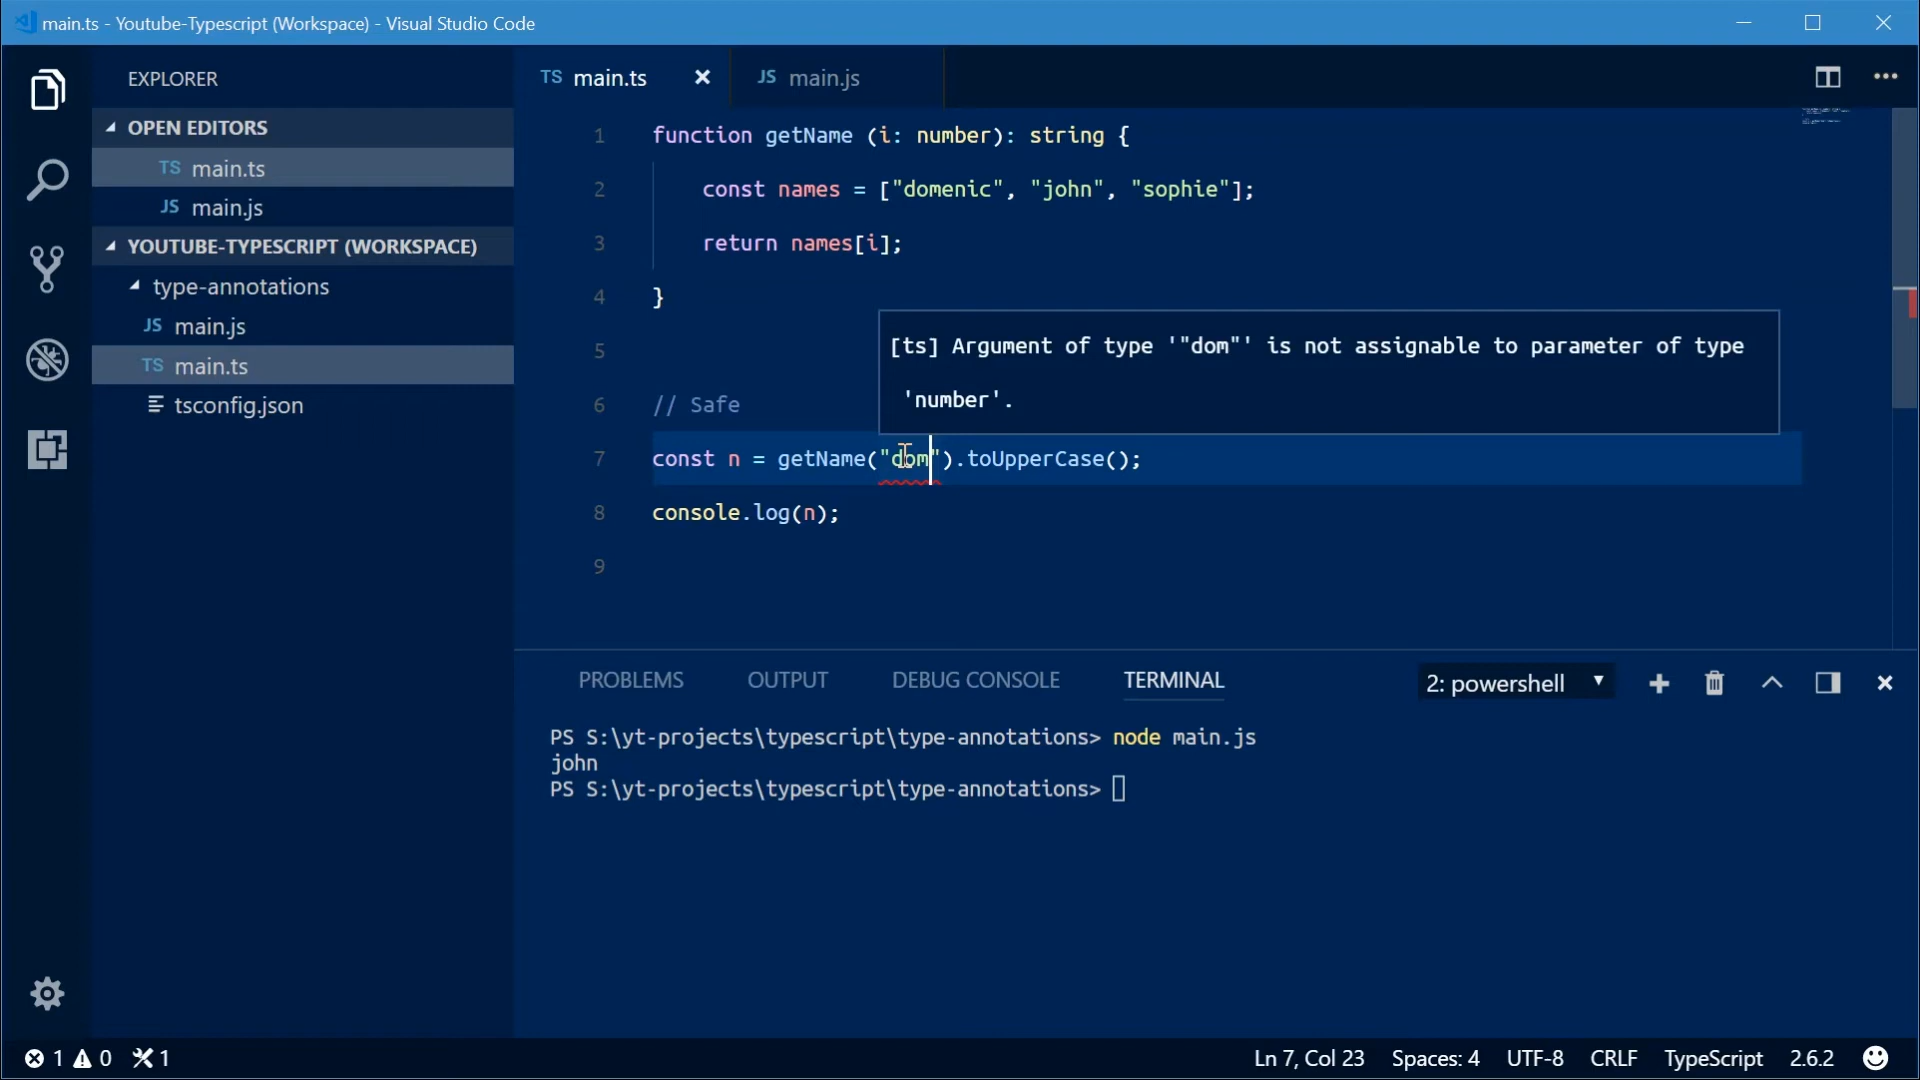 main.ts - Youtube-Typescript (Workspace) - Visual Studio Code
EXPLORER
OPEN EDITORS
TS main.ts
JS main.js
YOUTUBE-TYPESCRIPT (WORKSPACE)
type-annotations
JS main.js
TS main.ts
tsconfig.json
TS main.ts
JS main.js
1 function getName (i: number): string {
2 const names = ["domenic", "john", "sophie"];
3 return names[i];
4 }
5
[ts] Argument of type '"dom"' is not assignable to parameter of type
'number'.
6 // Safe
7 const n = getName("dom").toUpperCase();
8 console.log(n);
9
PROBLEMS OUTPUT DEBUG CONSOLE TERMINAL 2: powershell
PS S:\yt-projects\typescript\type-annotations> node main.js
john
PS S:\yt-projects\typescript\type-annotations>
1 0 1 Ln 7, Col 23 Spaces: 4 UTF-8 CRLF TypeScript 2.6.2